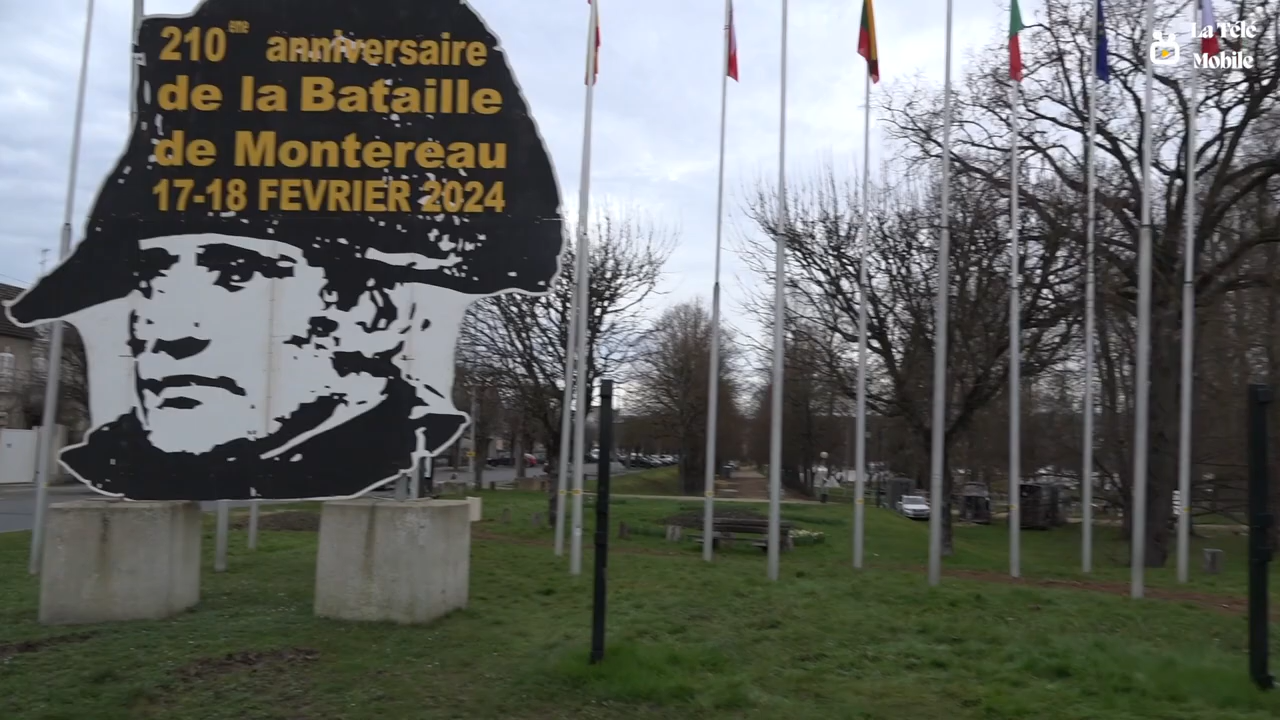 210ème anniversaire
de la Bataille
de Montereau
17-18 FEVRIER 2024
La Télé
Mobile